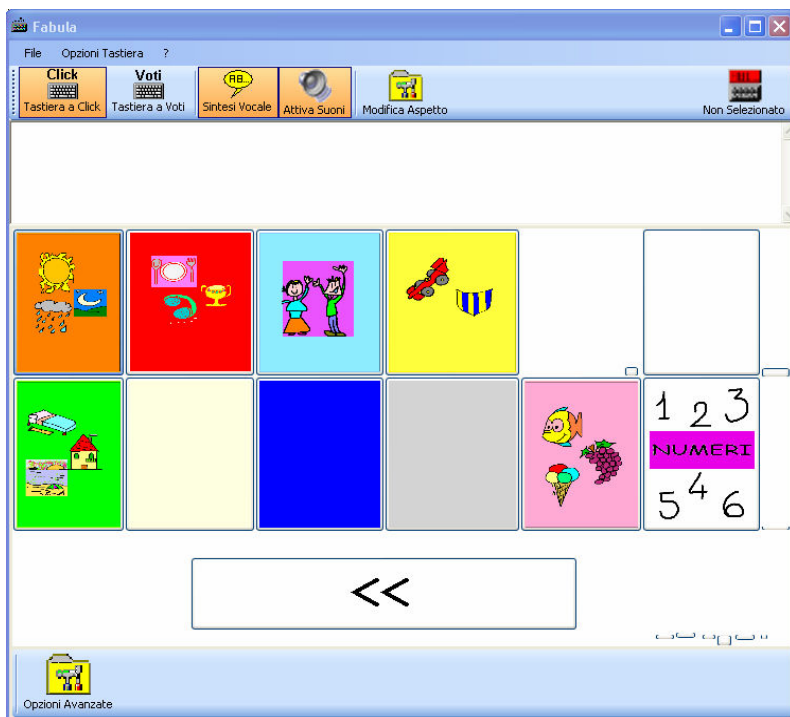 Fabula
File Opzioni Tastiera ?
Click Voti AB...
Tastiera a Click Tastiera a Voti Sintesi Vocale Attiva Suoni Modifica Aspetto Non Selezionato
1 2 3
NUMERI
5 4 6
<<
Opzioni Avanzate